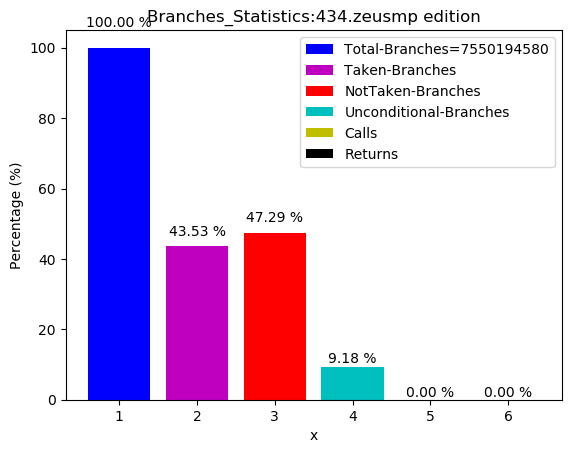 Branches_Statistics:434.zeusmp edition
100.00 %
43.53 %
47.29 %
9.18 %
0.00 %
0.00 %
Total-Branches=7550194580
Taken-Branches
NotTaken-Branches
Unconditional-Branches
Calls
Returns
Percentage (%)
100
80
60
40
20
0
1 2 3 4 5 6
x